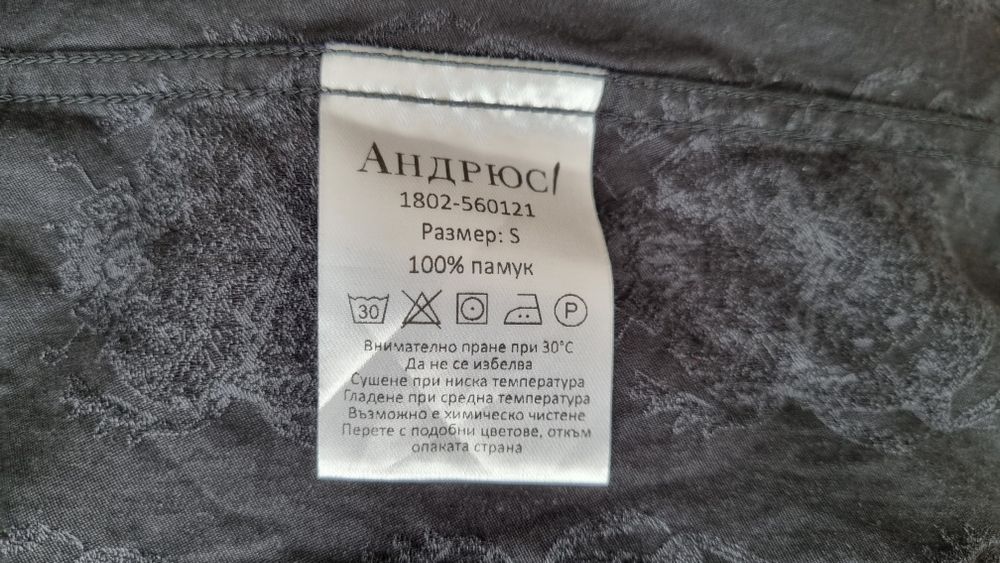 АНДРЮС/
1802-560121
Размер: S
100% памук
30 P
Внимателно пране при 30°C
Да не се избелва
Сушене при ниска температура
Гладене при средна температура
Възможно е химическо чистене
Перете с подобни цветове, откъм
опаката страна